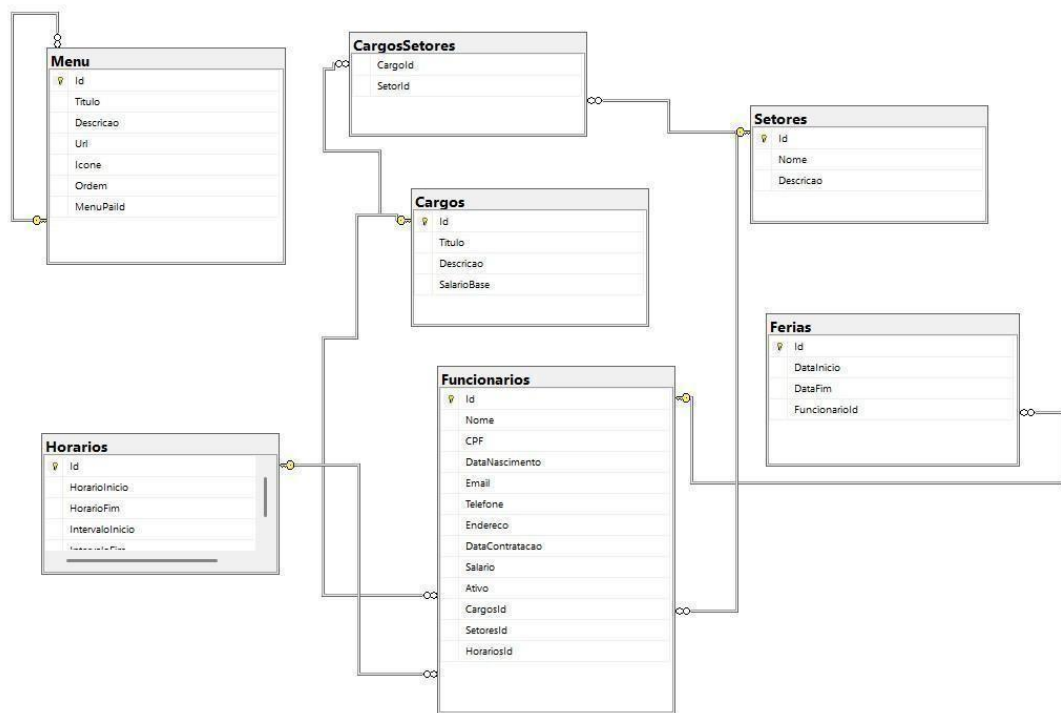 Menu
Id
Titulo
Descricao
Url
Icone
Ordem
MenuPaiId
CargosSetores
CargoId
SetorId
Setores
Id
Nome
Descricao
Cargos
Id
Titulo
Descricao
SalarioBase
Ferias
Id
DataInicio
DataFim
FuncionarioId
Funcionarios
Id
Nome
CPF
DataNascimento
Email
Telefone
Endereco
DataContratacao
Salario
Ativo
CargosId
SetoresId
HorariosId
Horarios
Id
HorarioInicio
HorarioFim
IntervaloInicio
IntervaloFim